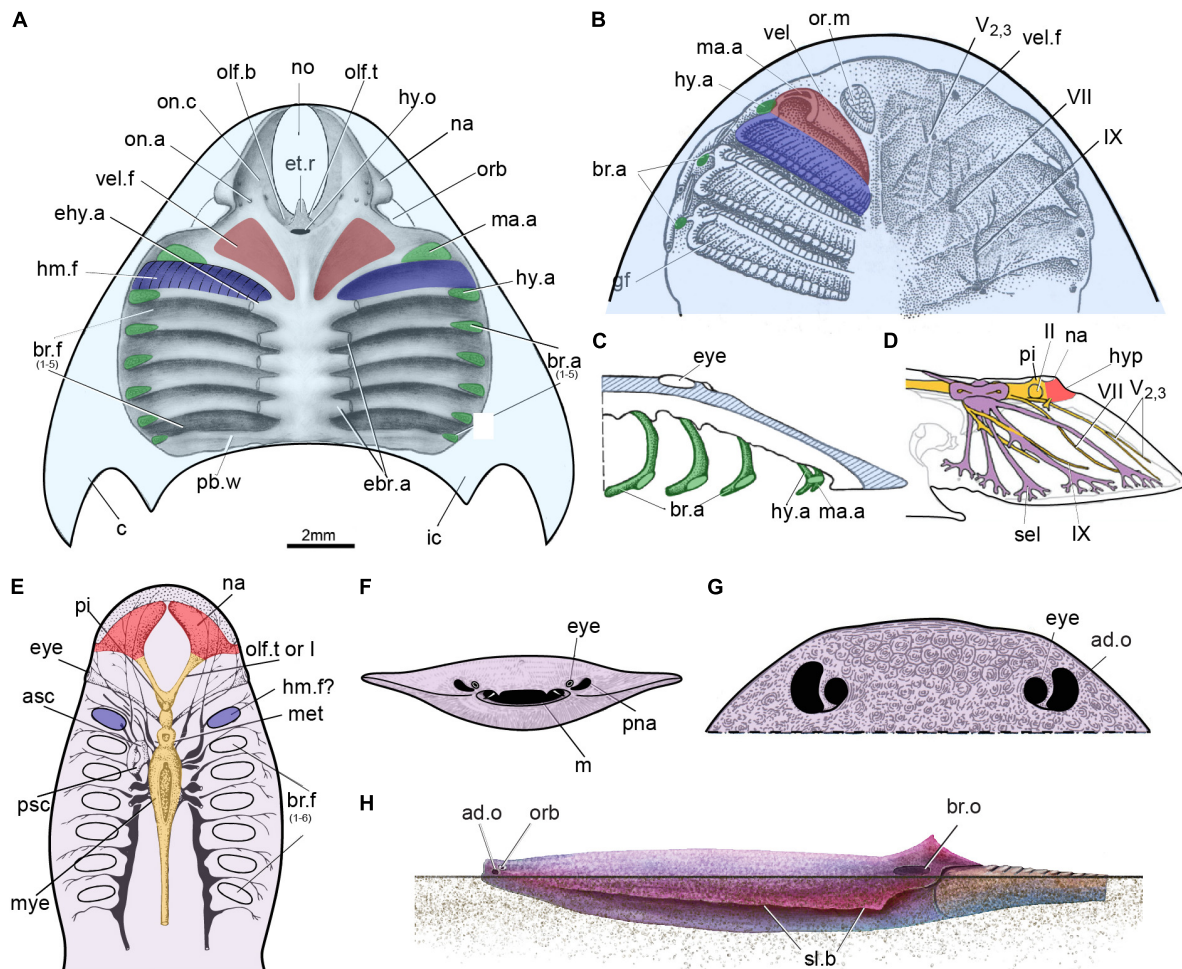 A
no
olf.b
olf.t
on.c
hy.o
on.a
na
et.r
vel.f
orb
ehy.a
ma.a
hm.f
hy.a
br.f
(1-5)
br.a
(1-5)
pb.w
ebr.a
c
2mm
ic
B
or.m
vel
V2,3
ma.a
vel.f
hy.a
VII
IX
br.a
gf
C
eye
br.a
hy.a
ma.a
D
II
na
pi
hyp
VII
V2,3
sel
IX
E
na
pi
eye
olf.t or I
asc
hm.f?
met
psc
br.f
(1-6)
mye
F
eye
pna
m
G
eye
ad.o
H
ad.o
orb
br.o
sl.b